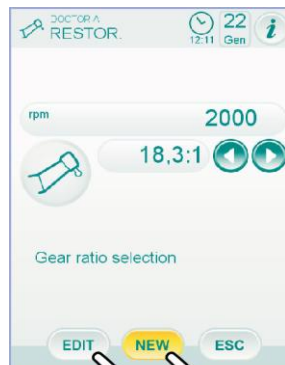 DOCTOR A
RESTOR.
12:11
22
Gen
i
rpm 2000
18,3:1
Gear ratio selection
EDIT NEW ESC